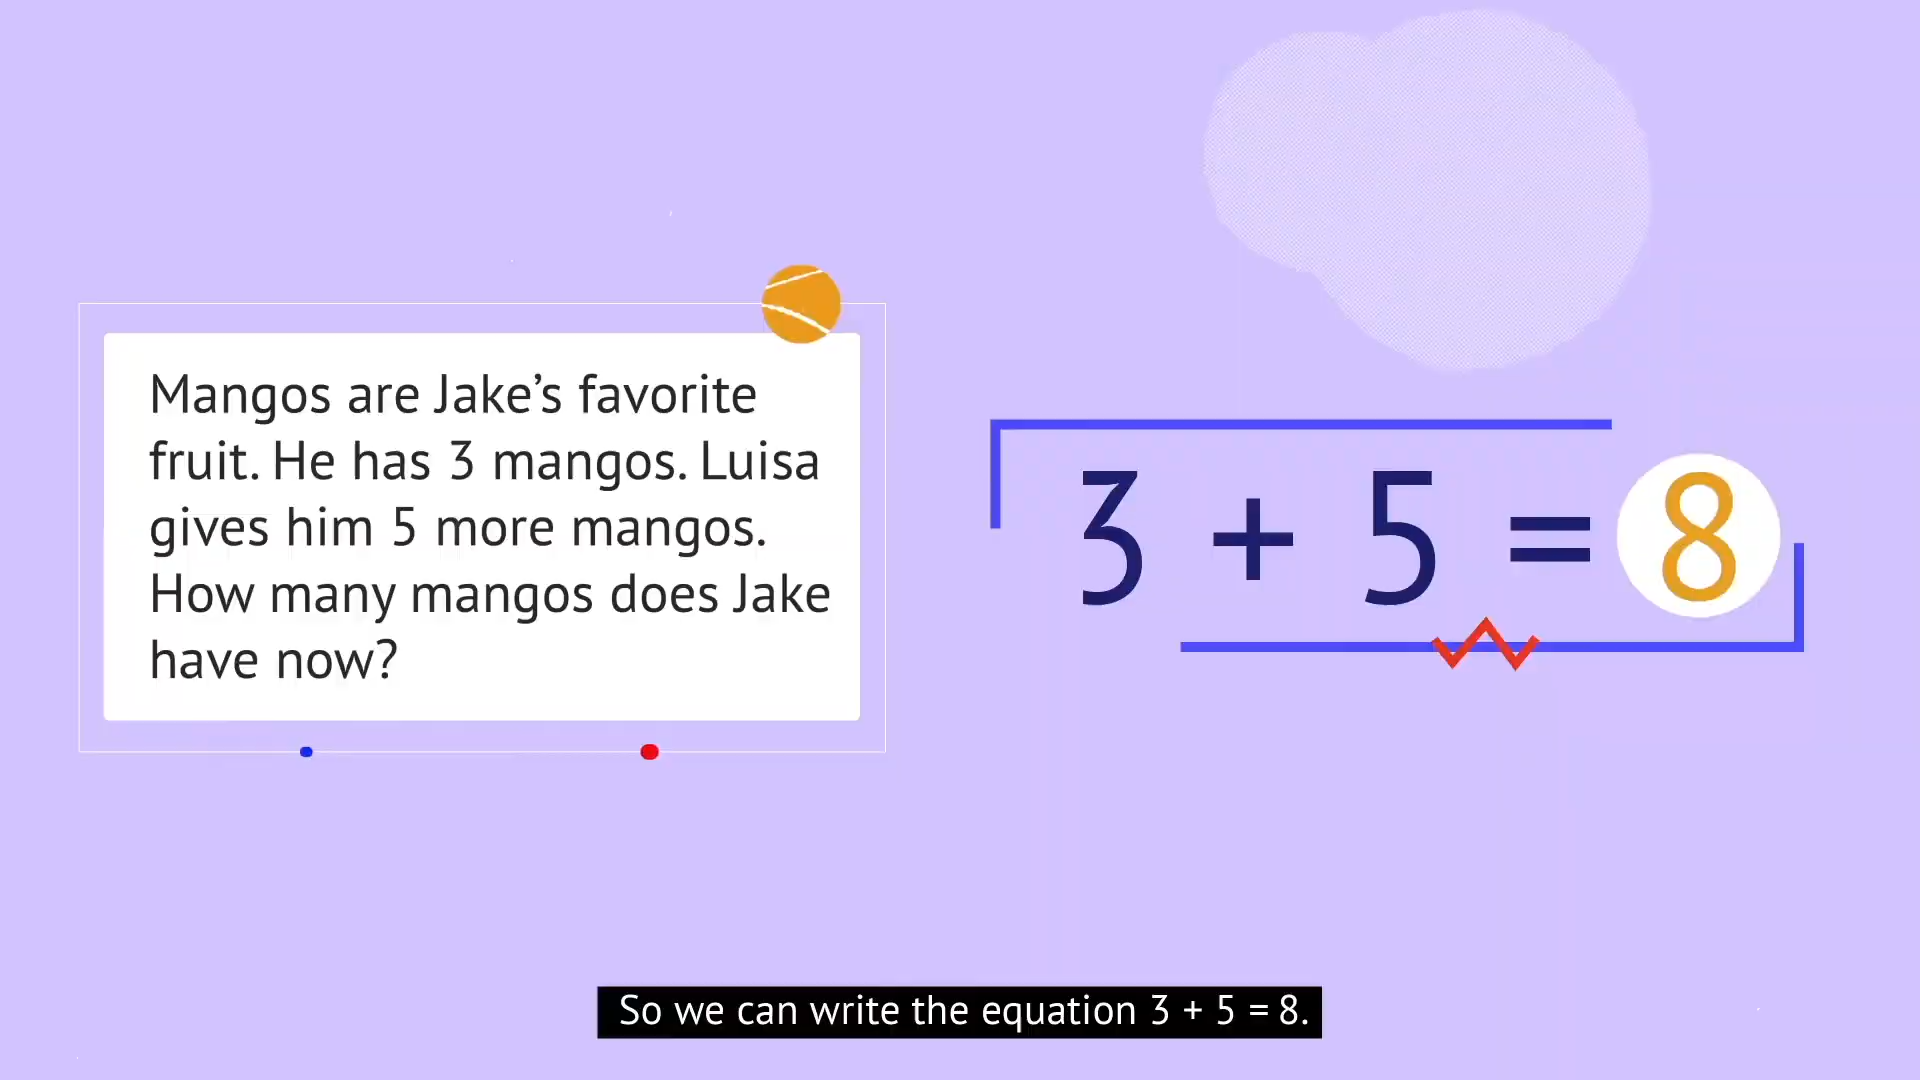 Mangos are Jake’s favorite
fruit. He has 3 mangos. Luisa
gives him 5 more mangos.
How many mangos does Jake
have now?
3 + 5 = 8
So we can write the equation 3 + 5 = 8.